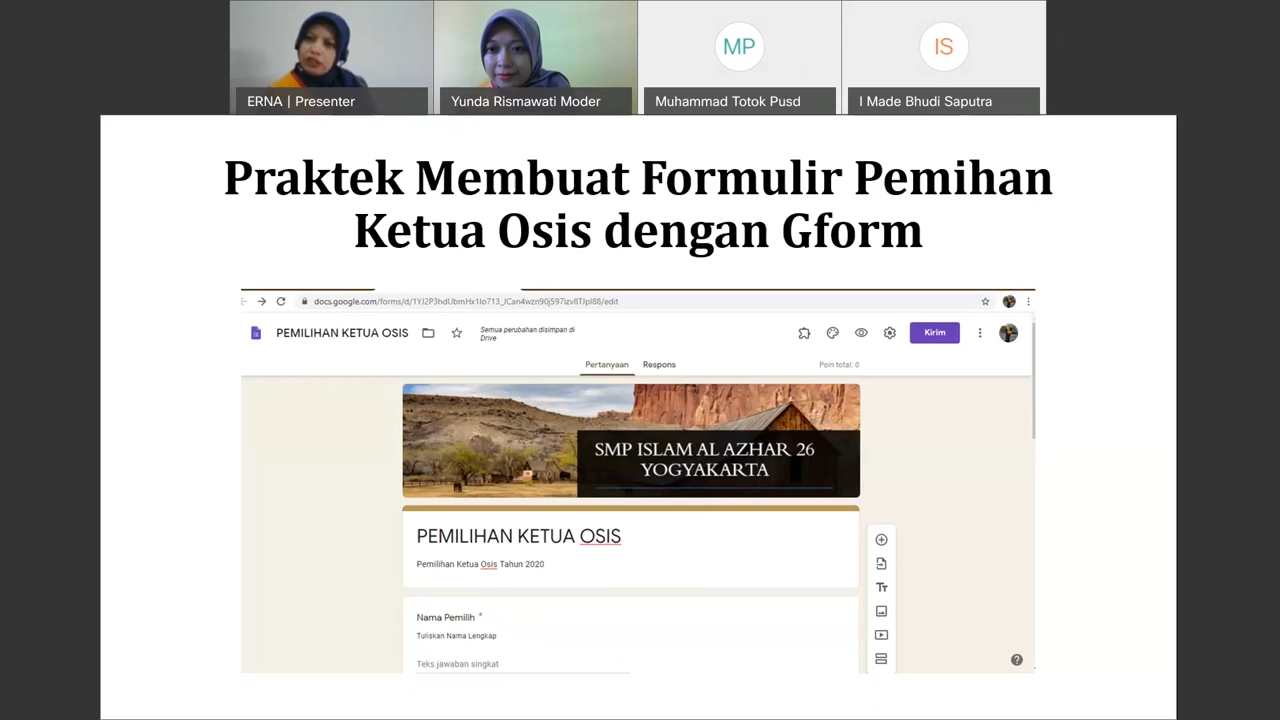 MP
IS
ERNA | Presenter
Yunda Rismawati Moder
Muhammad Totok Pusd
I Made Bhudi Saputra
Praktek Membuat Formulir Pemihan
Ketua Osis dengan Gform
PEMILIHAN KETUA OSIS
Semua perubahan disimpan di
Drive
Kirim
Pertanyaan
Respons
Poin total: 0
SMP ISLAM AL AZHAR 26
YOGYAKARTA
PEMILIHAN KETUA OSIS
Pemilihan Ketua Osis Tahun 2020
Nama Pemilih *
Tuliskan Nama Lengkap
Teks jawaban singkat